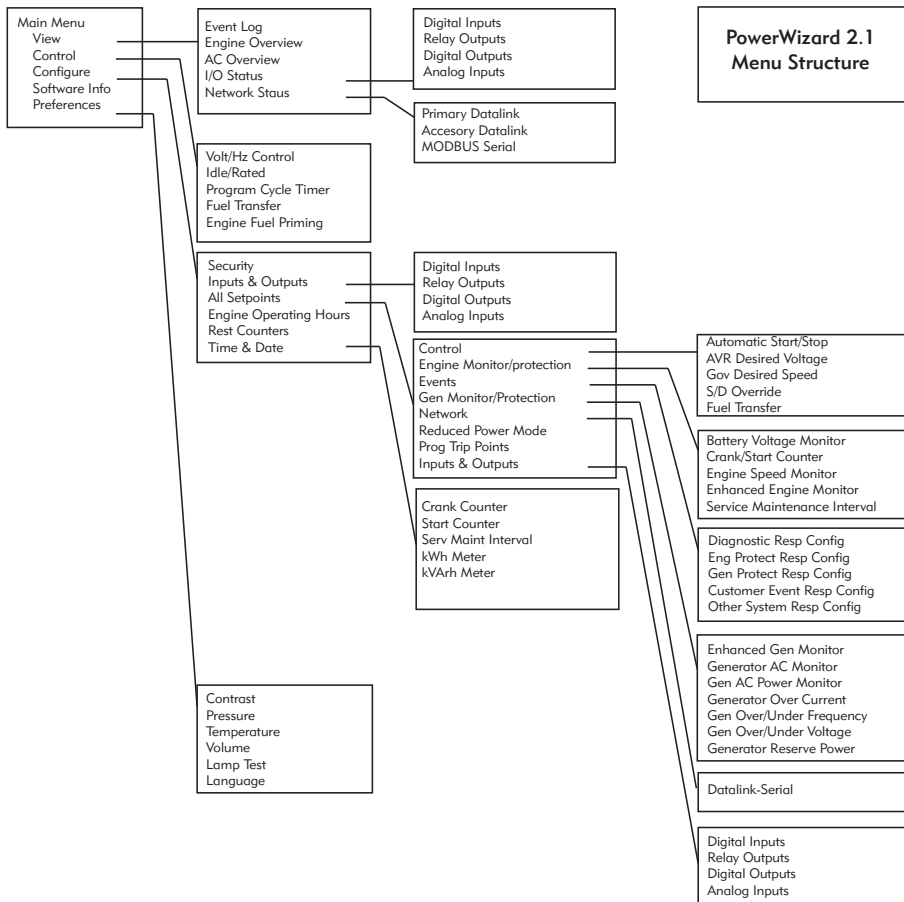 PowerWizard 2.1
Menu Structure
Main Menu
View
Control
Configure
Software Info
Preferences
Event Log
Engine Overview
AC Overview
I/O Status
Network Staus
Digital Inputs
Relay Outputs
Digital Outputs
Analog Inputs
Primary Datalink
Accesory Datalink
MODBUS Serial
Volt/Hz Control
Idle/Rated
Program Cycle Timer
Fuel Transfer
Engine Fuel Priming
Security
Inputs & Outputs
All Setpoints
Engine Operating Hours
Rest Counters
Time & Date
Digital Inputs
Relay Outputs
Digital Outputs
Analog Inputs
Control
Engine Monitor/protection
Events
Gen Monitor/Protection
Network
Reduced Power Mode
Prog Trip Points
Inputs & Outputs
Automatic Start/Stop
AVR Desired Voltage
Gov Desired Speed
S/D Override
Fuel Transfer
Battery Voltage Monitor
Crank/Start Counter
Engine Speed Monitor
Enhanced Engine Monitor
Service Maintenance Interval
Crank Counter
Start Counter
Serv Maint Interval
kWh Meter
kVArh Meter
Diagnostic Resp Config
Eng Protect Resp Config
Gen Protect Resp Config
Customer Event Resp Config
Other System Resp Config
Enhanced Gen Monitor
Generator AC Monitor
Gen AC Power Monitor
Generator Over Current
Gen Over/Under Frequency
Gen Over/Under Voltage
Generator Reserve Power
Contrast
Pressure
Temperature
Volume
Lamp Test
Language
Datalink-Serial
Digital Inputs
Relay Outputs
Digital Outputs
Analog Inputs